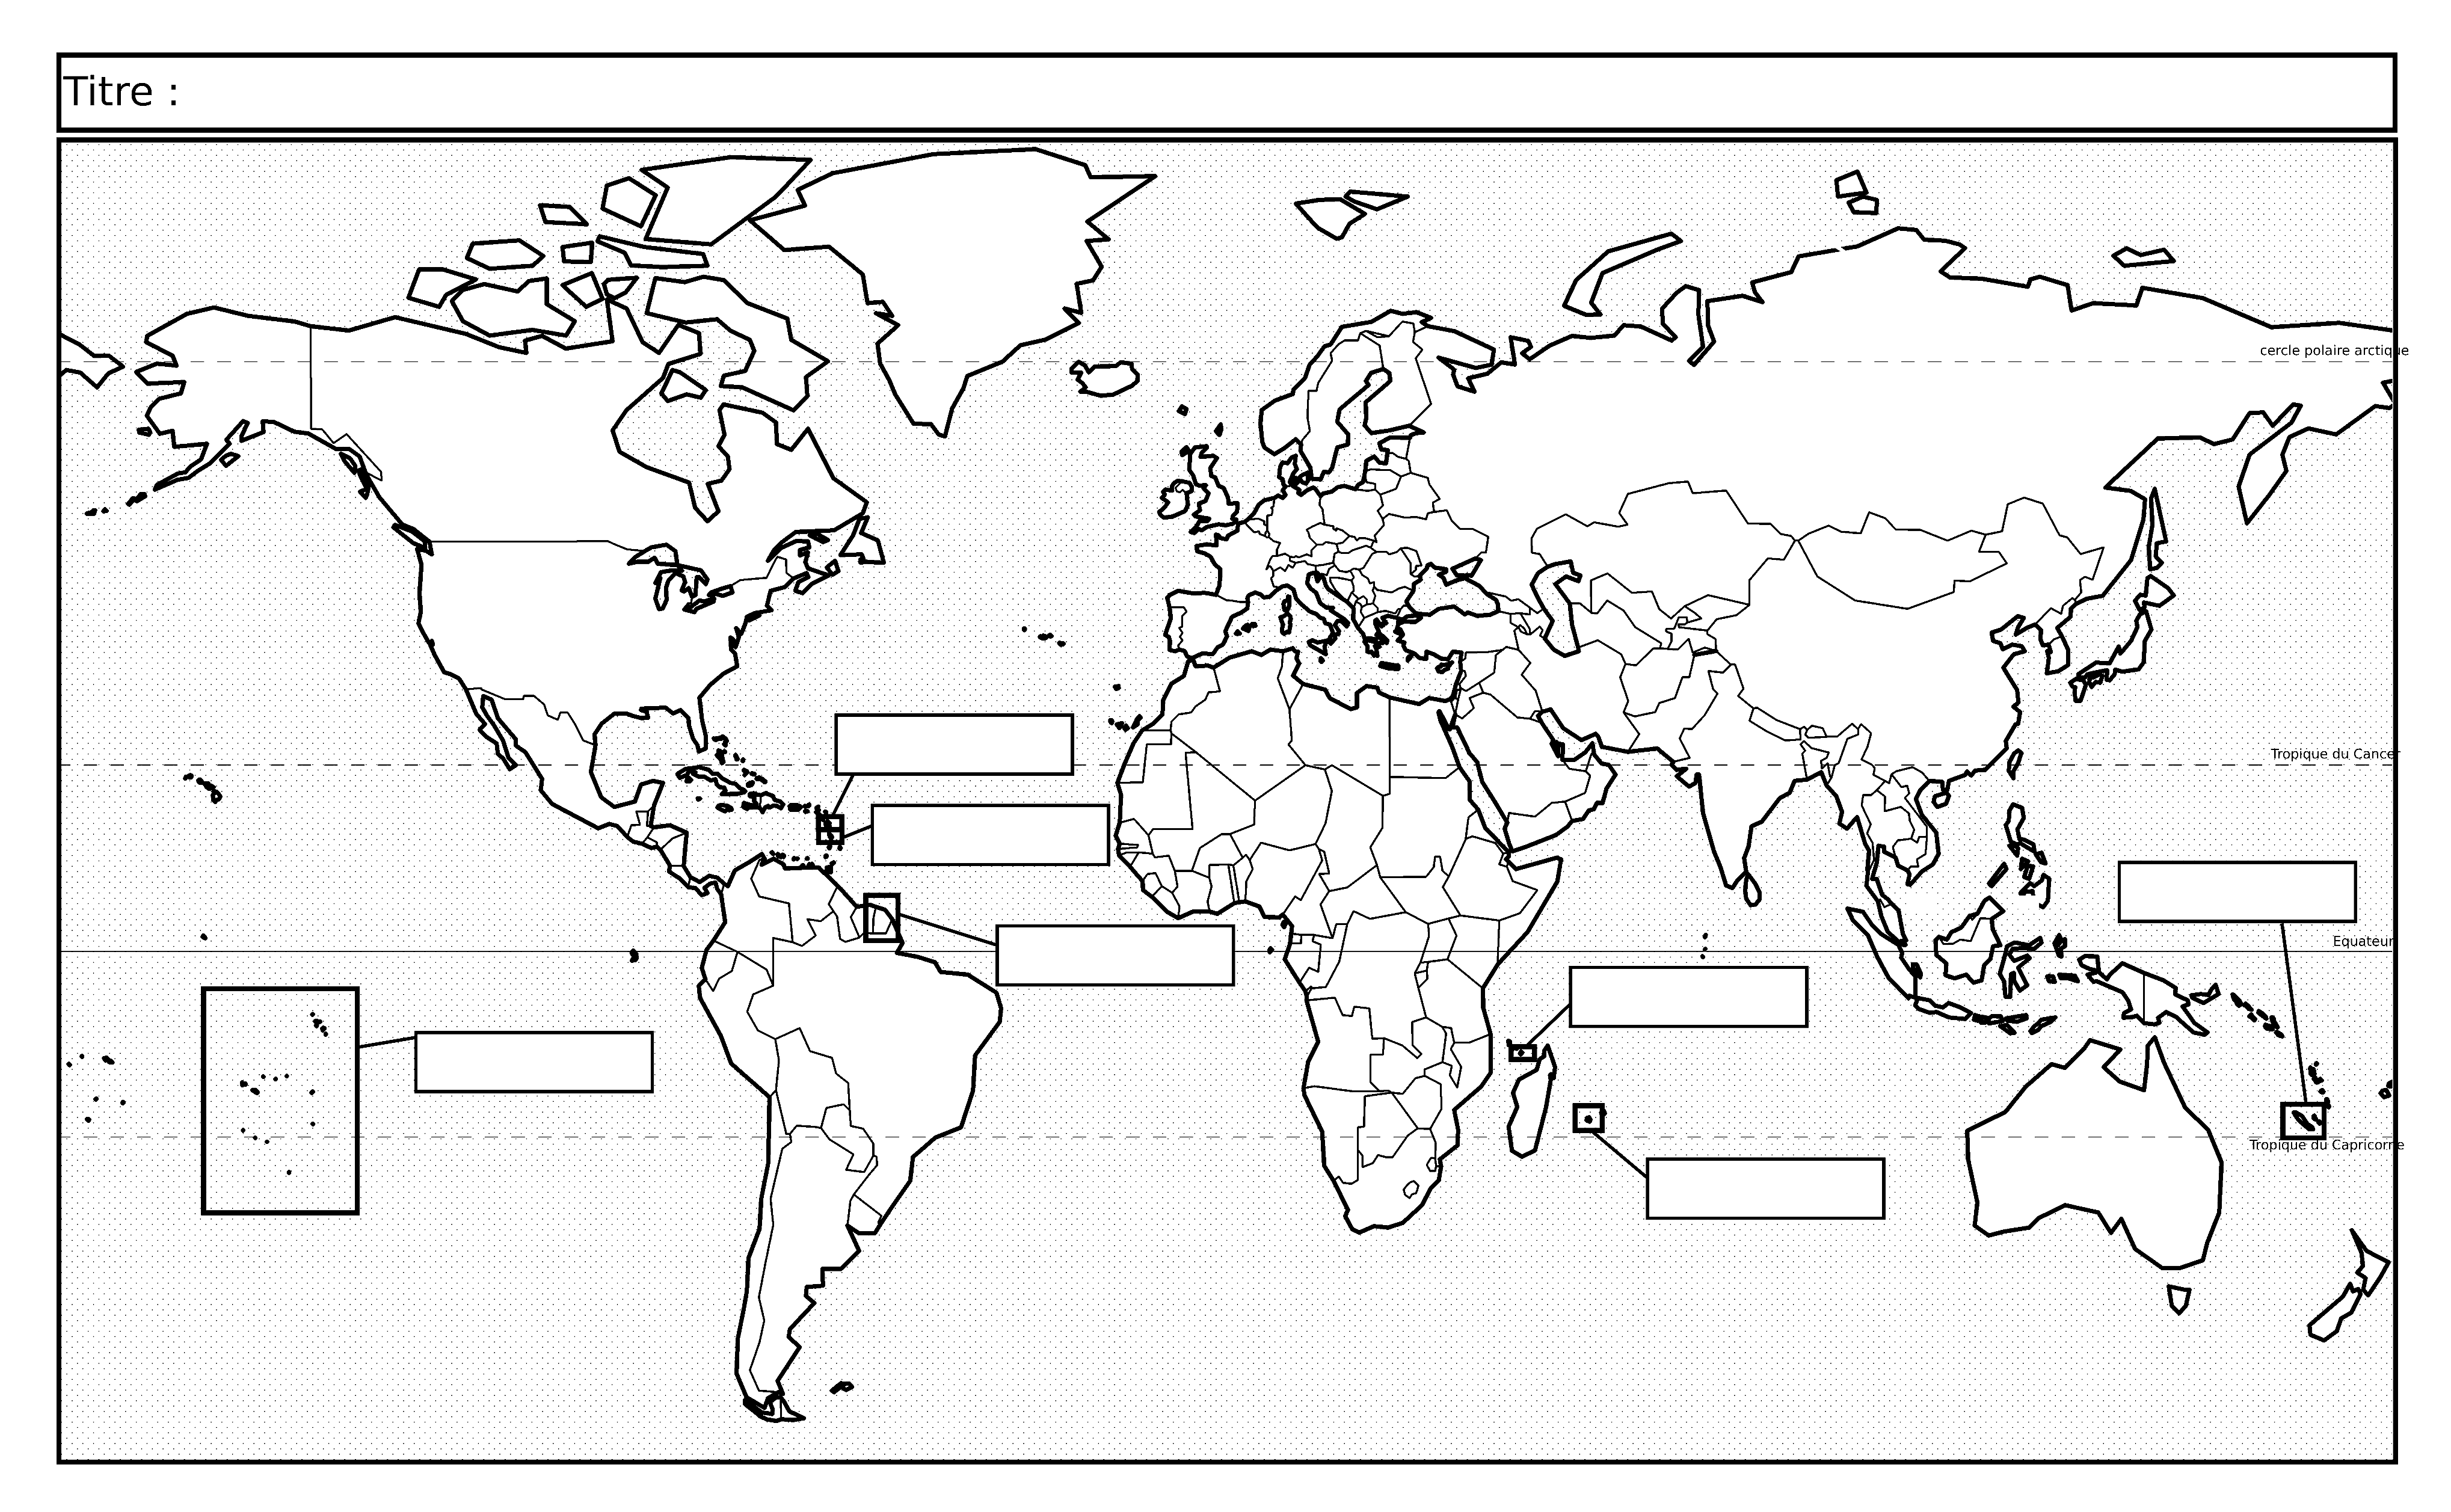 Titre :
cercle polaire arctique
Tropique du Cancer
Equateur
Tropique du Capricorne